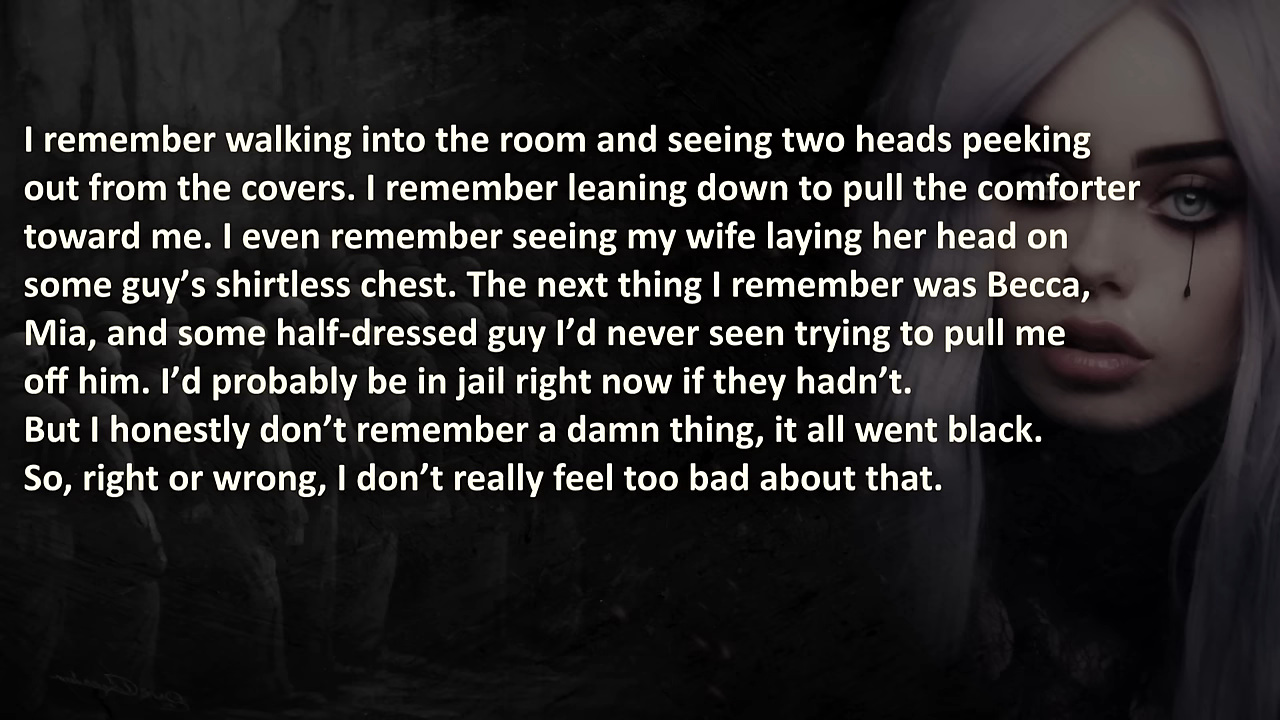 I remember walking into the room and seeing two heads peeking
out from the covers. I remember leaning down to pull the comforter
toward me. I even remember seeing my wife laying her head on
some guy’s shirtless chest. The next thing I remember was Becca,
Mia, and some half-dressed guy I’d never seen trying to pull me
off him. I’d probably be in jail right now if they hadn’t.
But I honestly don’t remember a damn thing, it all went black.
So, right or wrong, I don’t really feel too bad about that.